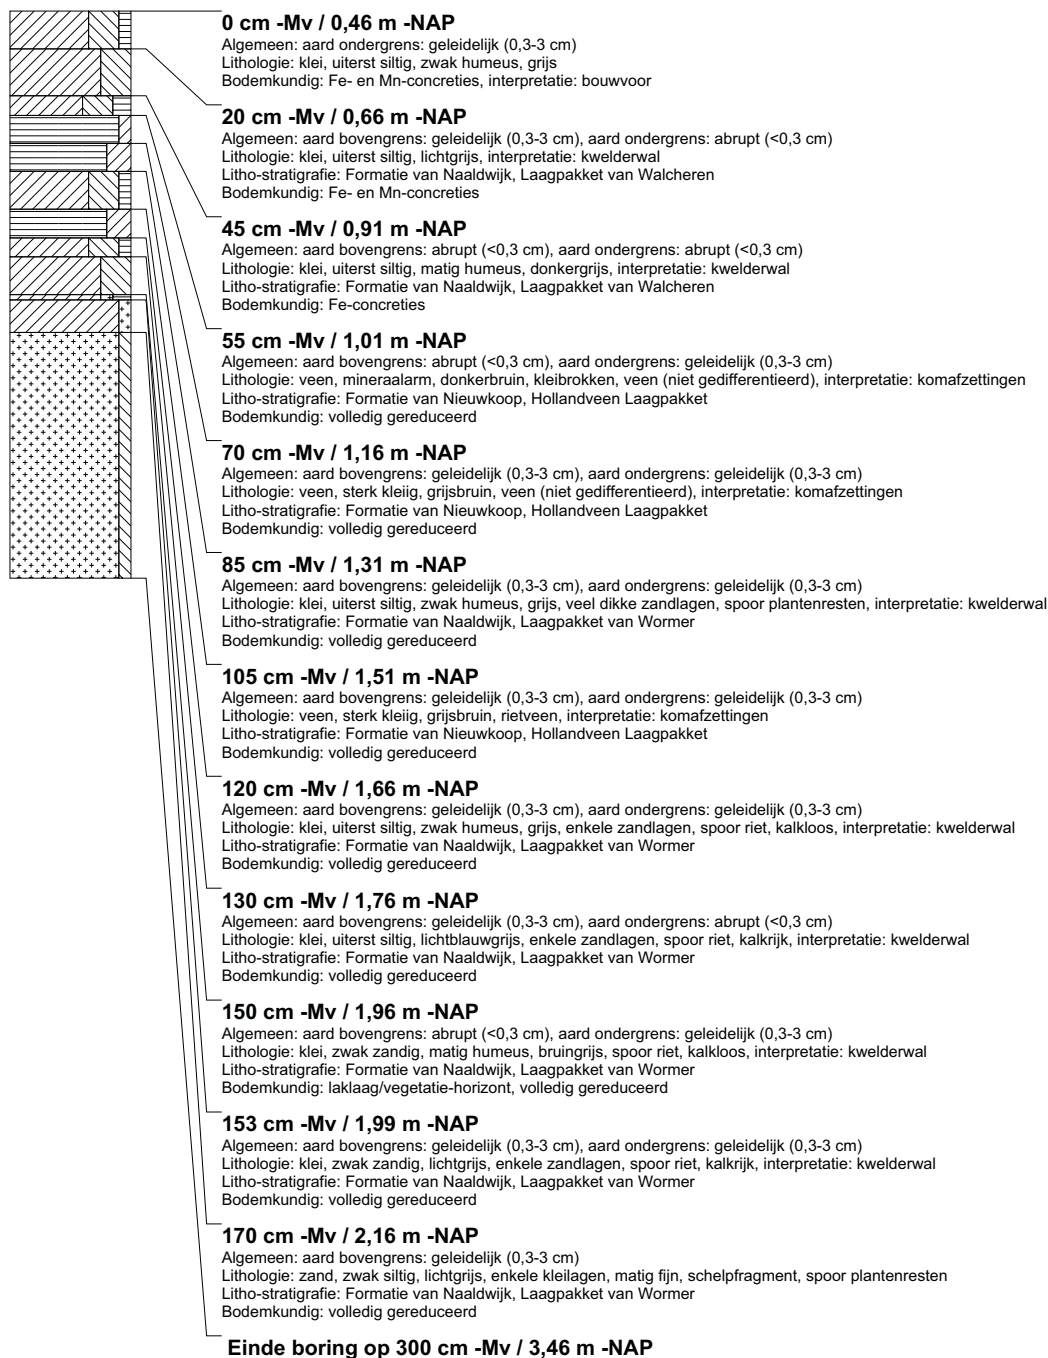 0 cm -Mv / 0,46 m -NAP
Algemeen: aard ondergrens: geleidelijk (0,3-3 cm)
Lithologie: klei, uiterst siltig, zwak humeus, grijs
Bodemkundig: Fe- en Mn-concreties, interpretatie: bouwvoor
20 cm -Mv / 0,66 m -NAP
Algemeen: aard bovengrens: geleidelijk (0,3-3 cm), aard ondergrens: abrupt (<0,3 cm)
Lithologie: klei, uiterst siltig, lichtgrijs, interpretatie: kwelderwal
Litho-stratigrafie: Formatie van Naaldwijk, Laagpakket van Walcheren
Bodemkundig: Fe- en Mn-concreties
45 cm -Mv / 0,91 m -NAP
Algemeen: aard bovengrens: abrupt (<0,3 cm), aard ondergrens: abrupt (<0,3 cm)
Lithologie: klei, uiterst siltig, matig humeus, donkergrijs, interpretatie: kwelderwal
Litho-stratigrafie: Formatie van Naaldwijk, Laagpakket van Walcheren
Bodemkundig: Fe-concreties
55 cm -Mv / 1,01 m -NAP
Algemeen: aard bovengrens: abrupt (<0,3 cm), aard ondergrens: geleidelijk (0,3-3 cm)
Lithologie: veen, mineraalarm, donkerbruin, kleibrokken, veen (niet gedifferentieerd), interpretatie: komafzettingen
Litho-stratigrafie: Formatie van Nieuwkoop, Hollandveen Laagpakket
Bodemkundig: volledig gereduceerd
70 cm -Mv / 1,16 m -NAP
Algemeen: aard bovengrens: geleidelijk (0,3-3 cm), aard ondergrens: geleidelijk (0,3-3 cm)
Lithologie: veen, sterk kleiig, grijsbruin, veen (niet gedifferentieerd), interpretatie: komafzettingen
Litho-stratigrafie: Formatie van Nieuwkoop, Hollandveen Laagpakket
Bodemkundig: volledig gereduceerd
85 cm -Mv / 1,31 m -NAP
Algemeen: aard bovengrens: geleidelijk (0,3-3 cm), aard ondergrens: geleidelijk (0,3-3 cm)
Lithologie: klei, uiterst siltig, zwak humeus, grijs, veel dikke zandlagen, spoor plantenresten, interpretatie: kwelderwal
Litho-stratigrafie: Formatie van Naaldwijk, Laagpakket van Wormer
Bodemkundig: volledig gereduceerd
105 cm -Mv / 1,51 m -NAP
Algemeen: aard bovengrens: geleidelijk (0,3-3 cm), aard ondergrens: geleidelijk (0,3-3 cm)
Lithologie: veen, sterk kleiig, grijsbruin, rietveen, interpretatie: komafzettingen
Litho-stratigrafie: Formatie van Nieuwkoop, Hollandveen Laagpakket
Bodemkundig: volledig gereduceerd
120 cm -Mv / 1,66 m -NAP
Algemeen: aard bovengrens: geleidelijk (0,3-3 cm), aard ondergrens: geleidelijk (0,3-3 cm)
Lithologie: klei, uiterst siltig, zwak humeus, grijs, enkele zandlagen, spoor riet, kalkloos, interpretatie: kwelderwal
Litho-stratigrafie: Formatie van Naaldwijk, Laagpakket van Wormer
Bodemkundig: volledig gereduceerd
130 cm -Mv / 1,76 m -NAP
Algemeen: aard bovengrens: geleidelijk (0,3-3 cm), aard ondergrens: abrupt (<0,3 cm)
Lithologie: klei, uiterst siltig, lichtblauwgrijs, enkele zandlagen, spoor riet, kalkrijk, interpretatie: kwelderwal
Litho-stratigrafie: Formatie van Naaldwijk, Laagpakket van Wormer
Bodemkundig: volledig gereduceerd
150 cm -Mv / 1,96 m -NAP
Algemeen: aard bovengrens: abrupt (<0,3 cm), aard ondergrens: geleidelijk (0,3-3 cm)
Lithologie: klei, zwak zandig, matig humeus, bruingrijs, spoor riet, kalkloos, interpretatie: kwelderwal
Litho-stratigrafie: Formatie van Naaldwijk, Laagpakket van Wormer
Bodemkundig: laklaag/vegetatie-horizont, volledig gereduceerd
153 cm -Mv / 1,99 m -NAP
Algemeen: aard bovengrens: geleidelijk (0,3-3 cm), aard ondergrens: geleidelijk (0,3-3 cm)
Lithologie: klei, zwak zandig, lichtgrijs, enkele zandlagen, spoor riet, kalkrijk, interpretatie: kwelderwal
Litho-stratigrafie: Formatie van Naaldwijk, Laagpakket van Wormer
Bodemkundig: volledig gereduceerd
170 cm -Mv / 2,16 m -NAP
Algemeen: aard bovengrens: geleidelijk (0,3-3 cm)
Lithologie: zand, zwak siltig, lichtgrijs, enkele kleilagen, matig fijn, schelpfragment, spoor plantenresten
Litho-stratigrafie: Formatie van Naaldwijk, Laagpakket van Wormer
Bodemkundig: volledig gereduceerd
Einde boring op 300 cm -Mv / 3,46 m -NAP